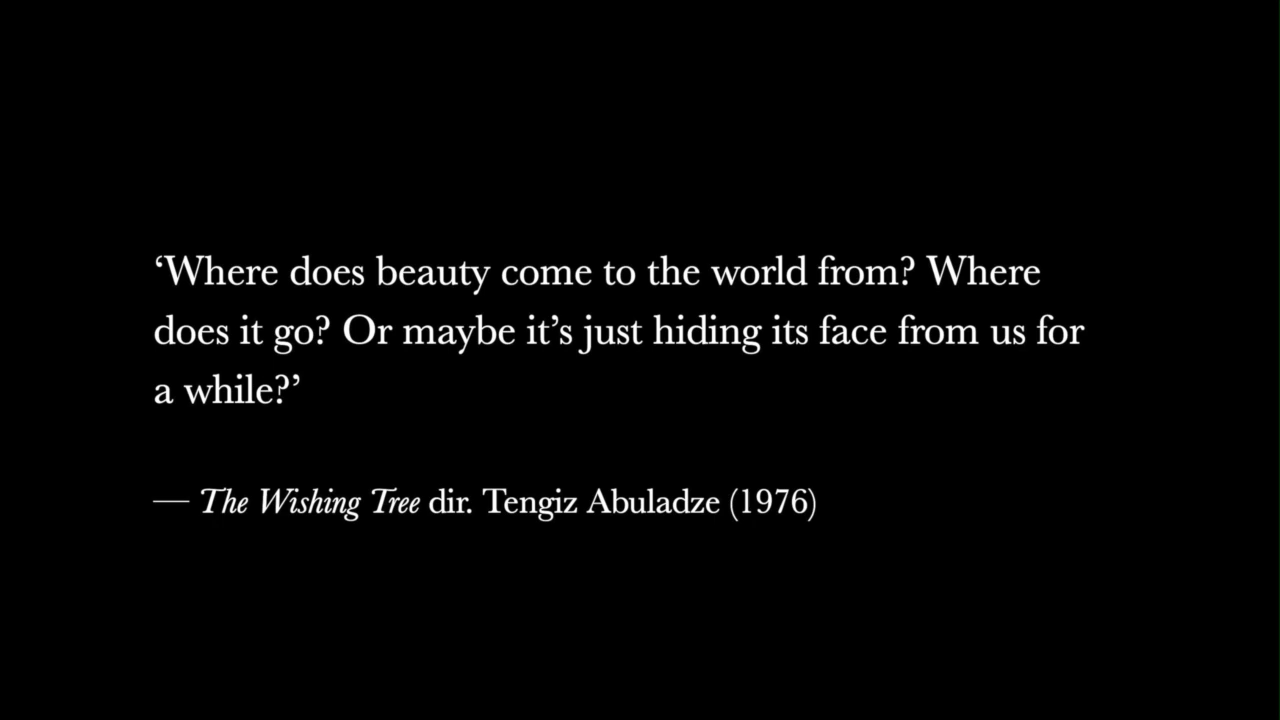 ‘Where does beauty come to the world from? Where
does it go? Or maybe it’s just hiding its face from us for
a while?’
— The Wishing Tree dir. Tengiz Abuladze (1976)